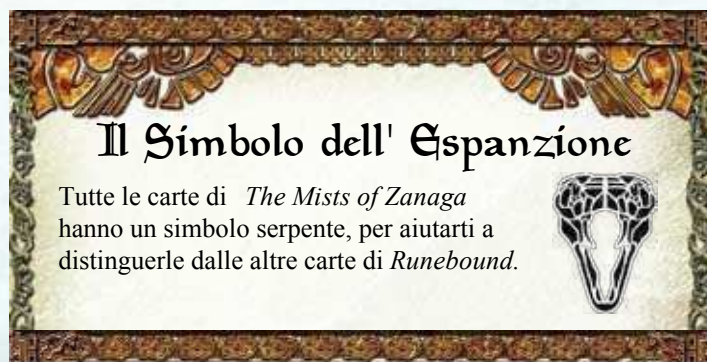 Il Simbolo dell' Espanzione
Tutte le carte di The Mists of Zanaga
hanno un simbolo serpente, per aiutarti a
distinguerle dalle altre carte di Runebound.